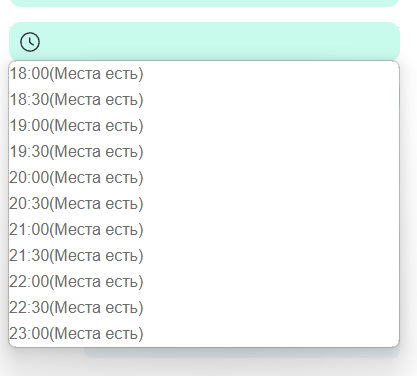 18:00(Места есть)
18:30(Места есть)
19:00(Места есть)
19:30(Места есть)
20:00(Места есть)
20:30(Места есть)
21:00(Места есть)
21:30(Места есть)
22:00(Места есть)
22:30(Места есть)
23:00(Места есть)